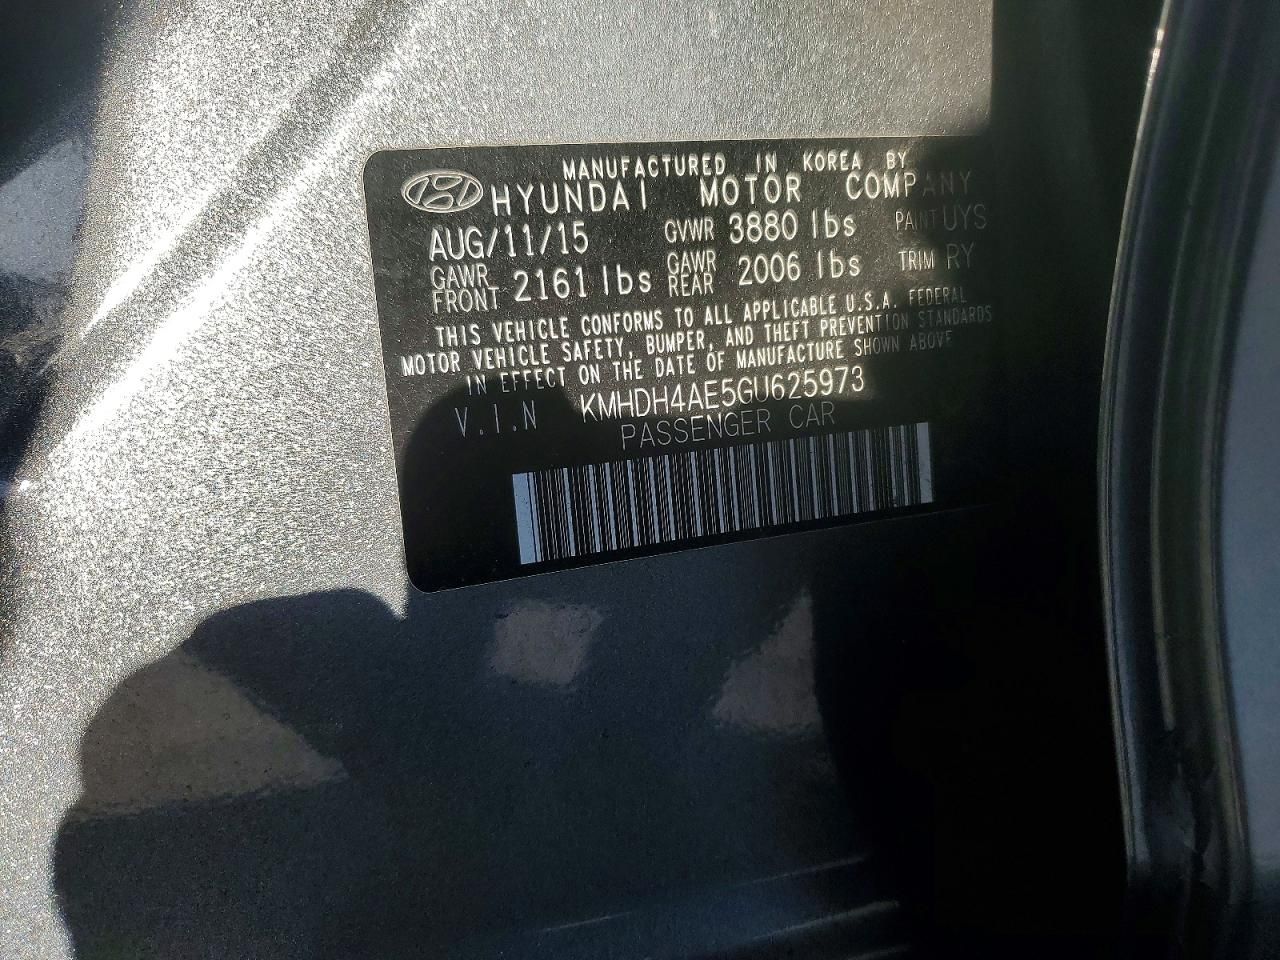 MANUFACTURED IN KOREA BY
HYUNDAI MOTOR COMPANY
AUG/11/15 GVWR 3880 lbs PAINT UYS
GAWR FRONT 2161 lbs GAWR REAR 2006 lbs TRIM RY
THIS VEHICLE CONFORMS TO ALL APPLICABLE U.S.A. FEDERAL
MOTOR VEHICLE SAFETY, BUMPER, AND THEFT PREVENTION STANDARDS
IN EFFECT ON THE DATE OF MANUFACTURE SHOWN ABOVE
V.I.N KMHDH4AE5GU625973
PASSENGER CAR